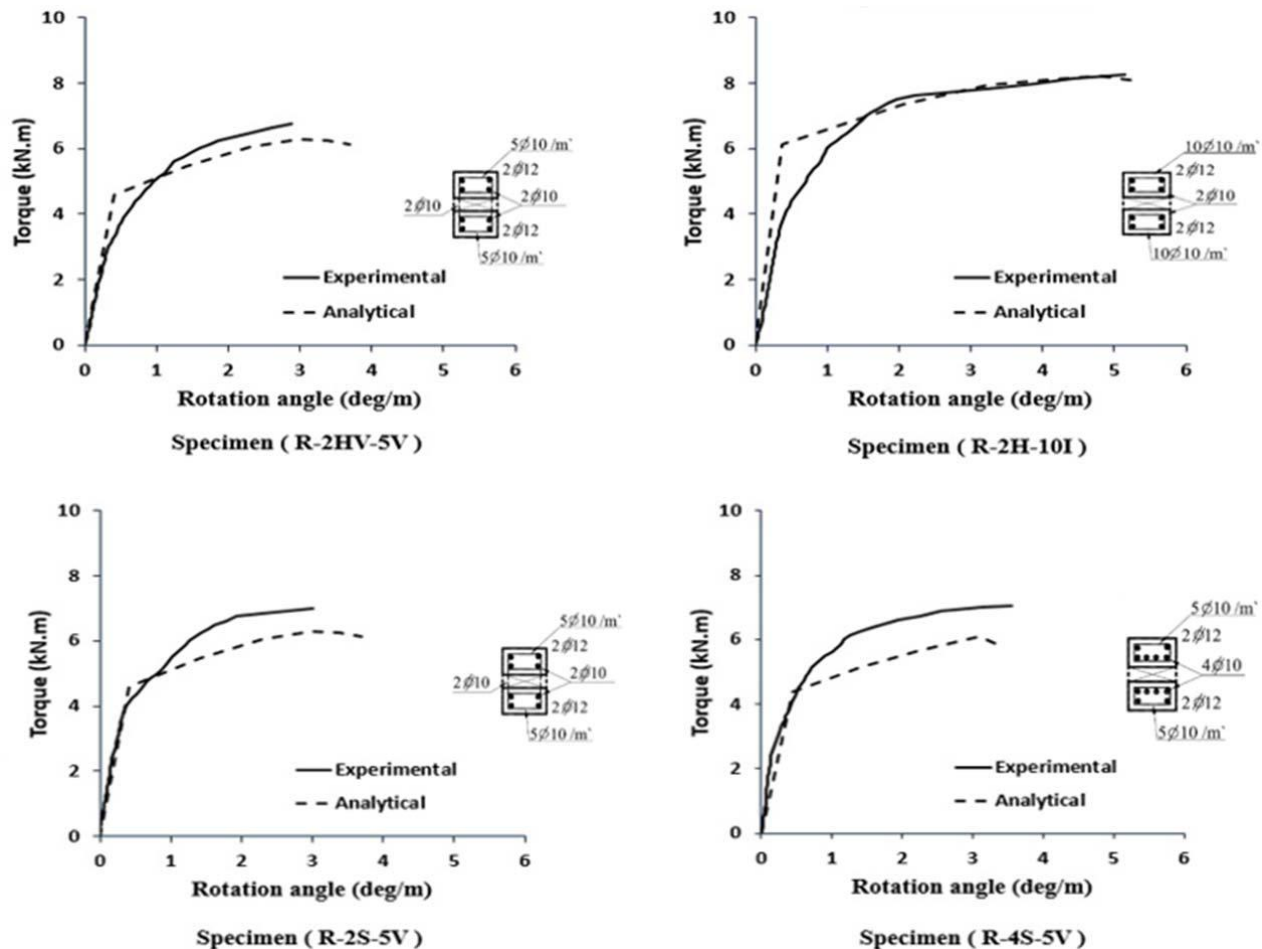 10
8
6
4
2
0
Torque (kN.m)
5Ø10 /m`
2Ø12
2Ø10
2Ø10
2Ø12
5Ø10 /m`
Experimental
Analytical
0 1 2 3 4 5 6
Rotation angle (deg/m)
Specimen ( R-2HV-5V )
10
8
6
4
2
0
Torque (kN.m)
10Ø10 /m`
2Ø12
2Ø10
2Ø12
10Ø10 /m`
Experimental
Analytical
0 1 2 3 4 5 6
Rotation angle (deg/m)
Specimen ( R-2H-10I )
10
8
6
4
2
0
Torque (kN.m)
5Ø10 /m`
2Ø12
2Ø10
2Ø10
2Ø12
5Ø10 /m`
Experimental
Analytical
0 1 2 3 4 5 6
Rotation angle (deg/m)
Specimen ( R-2S-5V )
10
8
6
4
2
0
Torque (kN.m)
5Ø10 /m`
2Ø12
4Ø10
2Ø12
5Ø10 /m`
Experimental
Analytical
0 1 2 3 4 5 6
Rotation angle (deg/m)
Specimen ( R-4S-5V )